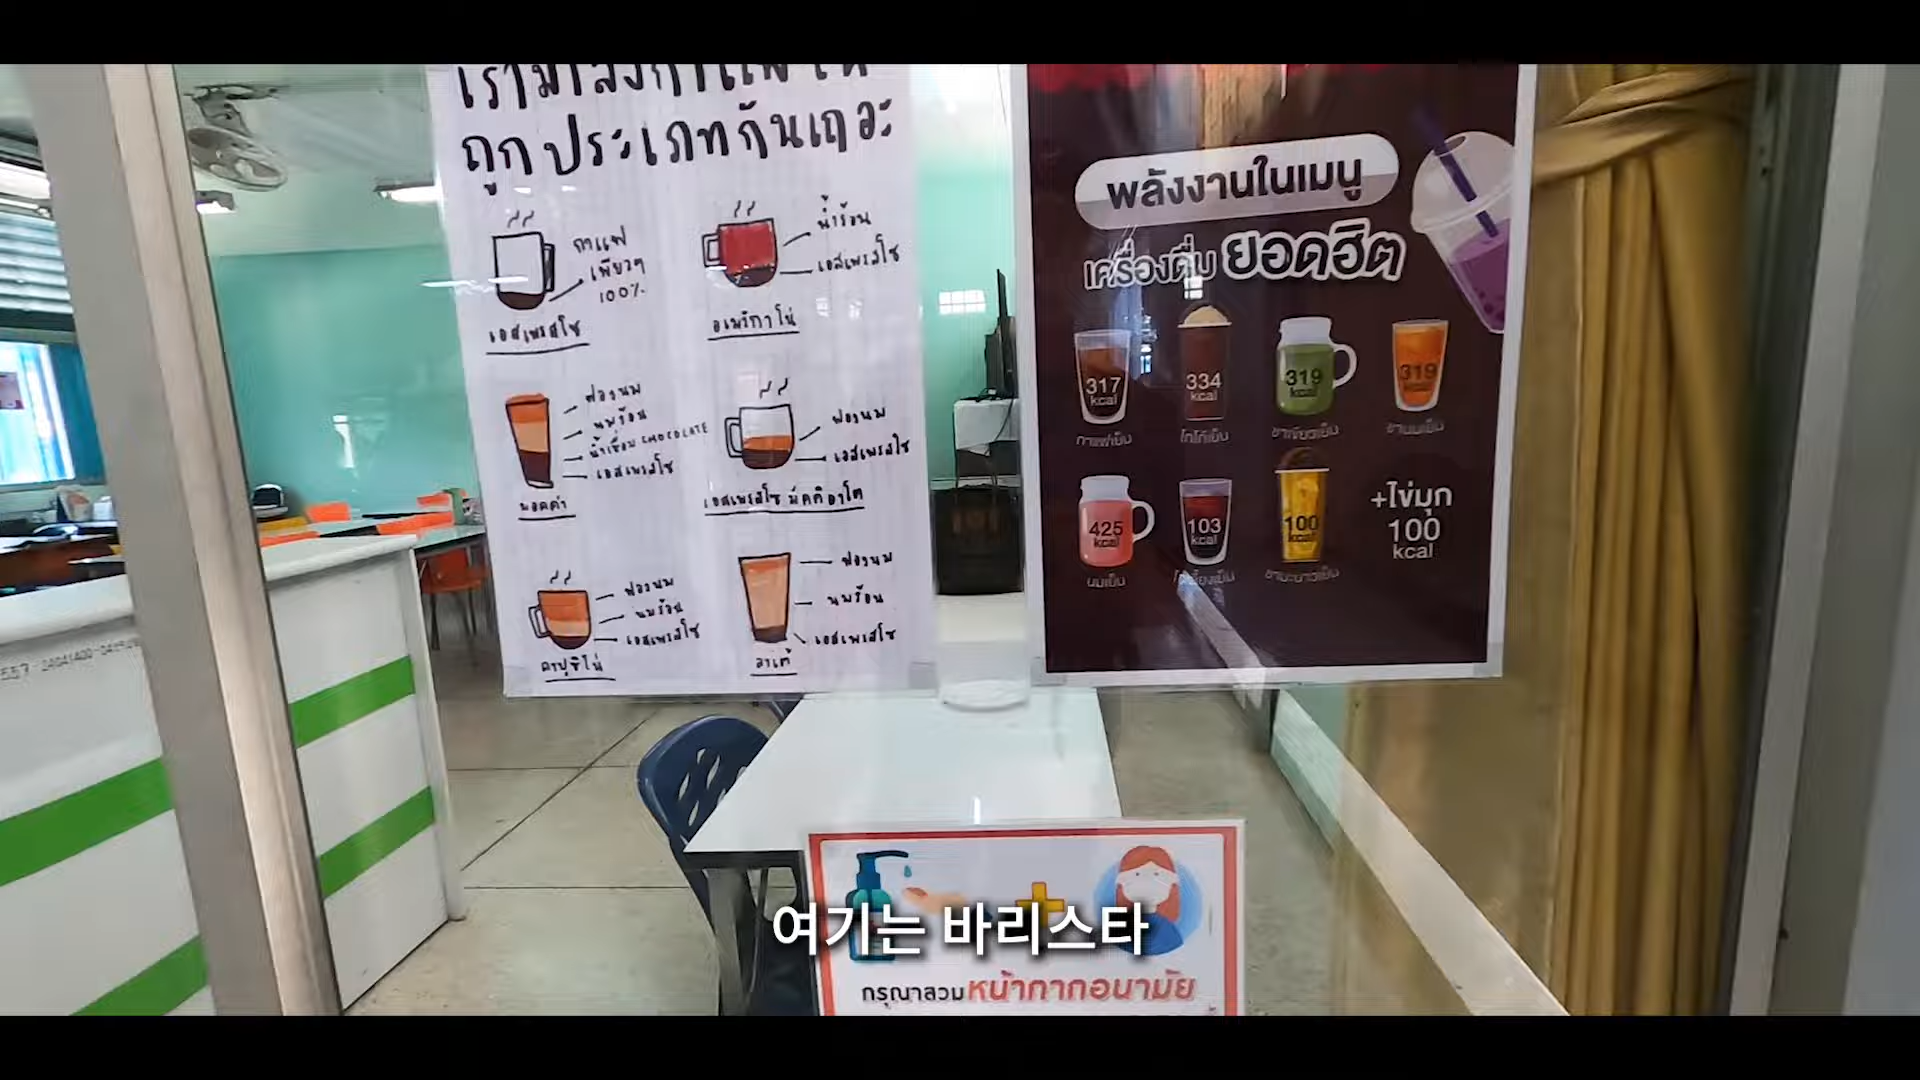 ถูกประเภทกันเถอะ
กาแฟ
เพียวๆ
100%
เอสเพรสโซ
น้ำร้อน
เอสเพรสโซ
อเมริกาโน่
ฟองนม
นมร้อน
น้ำเชื่อม CHOCOLATE
เอสเพรสโซ
มอคค่า
ฟองนม
เอสเพรสโซ
เอสเพรสโซ มัคคิอาโต
ฟองนม
นมร้อน
เอสเพรสโซ
คาปูชิโน่
ฟองนม
นมร้อน
เอสเพรสโซ
ลาเต้
พลังงานในเมนู
เครื่องดื่ม ยอดฮิต
317 kcal
กาแฟเย็น
334 kcal
โกโก้เย็น
319 kcal
ชาเขียวเย็น
319 kcal
ชานมเย็น
425 kcal
นมเย็น
103 kcal
100 kcal
ชามะนาวเย็น
+ไข่มุก
100
kcal
여기는 바리스타
กรุณาสวมหน้ากากอนามัย